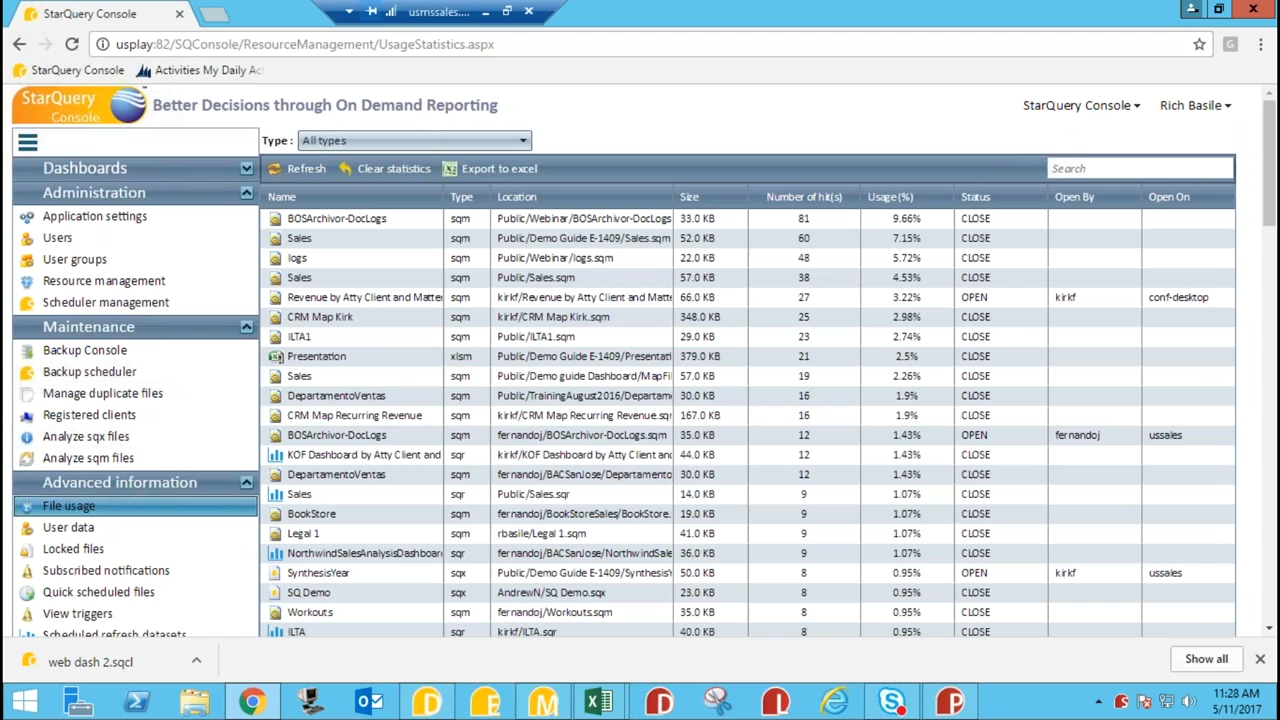 StarQuery Console
usmssales....
usplay:82/SQConsole/ResourceManagement/UsageStatistics.aspx
StarQuery Console Activities My Daily Ac
StarQuery Console
Better Decisions through On Demand Reporting
StarQuery Console
Rich Basile
Type : All types
Refresh Clear statistics Export to excel Search
Dashboards
Administration
Application settings
Users
User groups
Resource management
Scheduler management
Maintenance
Backup Console
Backup scheduler
Manage duplicate files
Registered clients
Analyze sqx files
Analyze sqm files
Advanced information
File usage
User data
Locked files
Subscribed notifications
Quick scheduled files
View triggers
Scheduled refresh datasets
Name Type Location Size Number of hit(s) Usage (%) Status Open By Open On
BOSArchivor-DocLogs sqm Public/Webinar/BOSArchivor-DocLogs 33.0 KB 81 9.66% CLOSE
Sales sqm Public/Demo Guide E-1409/Sales.sqm 52.0 KB 60 7.15% CLOSE
logs sqm Public/Webinar/logs.sqm 22.0 KB 48 5.72% CLOSE
Sales sqm Public/Sales.sqm 57.0 KB 38 4.53% CLOSE
Revenue by Atty Client and Matte sqm kirkf/Revenue by Atty Client and Matte 66.0 KB 27 3.22% OPEN kirkf conf-desktop
CRM Map Kirk sqm kirkf/CRM Map Kirk.sqm 348.0 KB 25 2.98% CLOSE
ILTA1 sqm Public/ILTA1.sqm 29.0 KB 23 2.74% CLOSE
Presentation xlsm Public/Demo Guide E-1409/Presentati 379.0 KB 21 2.5% CLOSE
Sales sqm Public/Demo guide Dashboard/MapFil 57.0 KB 19 2.26% CLOSE
DepartamentoVentas sqm Public/TrainingAugust2016/Departam 30.0 KB 16 1.9% CLOSE
CRM Map Recurring Revenue sqm kirkf/CRM Map Recurring Revenue.sqr 167.0 KB 16 1.9% CLOSE
BOSArchivor-DocLogs sqm fernandoj/BOSArchivor-DocLogs.sqm 35.0 KB 12 1.43% OPEN fernandoj ussales
KOF Dashboard by Atty Client and sqr kirkf/KOF Dashboard by Atty Client and 44.0 KB 12 1.43% CLOSE
DepartamentoVentas sqm fernandoj/BACSanJose/Departamento 30.0 KB 12 1.43% CLOSE
Sales sqr Public/Sales.sqr 14.0 KB 9 1.07% CLOSE
BookStore sqm fernandoj/BookStoreSales/BookStore. 19.0 KB 9 1.07% CLOSE
Legal 1 sqm rbasile/Legal 1.sqm 41.0 KB 9 1.07% CLOSE
NorthwindSalesAnalysisDashboard sqr fernandoj/BACSanJose/NorthwindSale 36.0 KB 9 1.07% CLOSE
SynthesisYear sqx Public/Demo Guide E-1409/SynthesisY 50.0 KB 8 0.95% OPEN kirkf ussales
SQ Demo sqx AndrewN/SQ Demo.sqx 23.0 KB 8 0.95% CLOSE
Workouts sqm fernandoj/Workouts.sqm 35.0 KB 8 0.95% CLOSE
ILTA sqr kirkf/ILTA.sqr 40.0 KB 8 0.95% CLOSE
web dash 2.sqcl
Show all
11:28 AM
5/11/2017